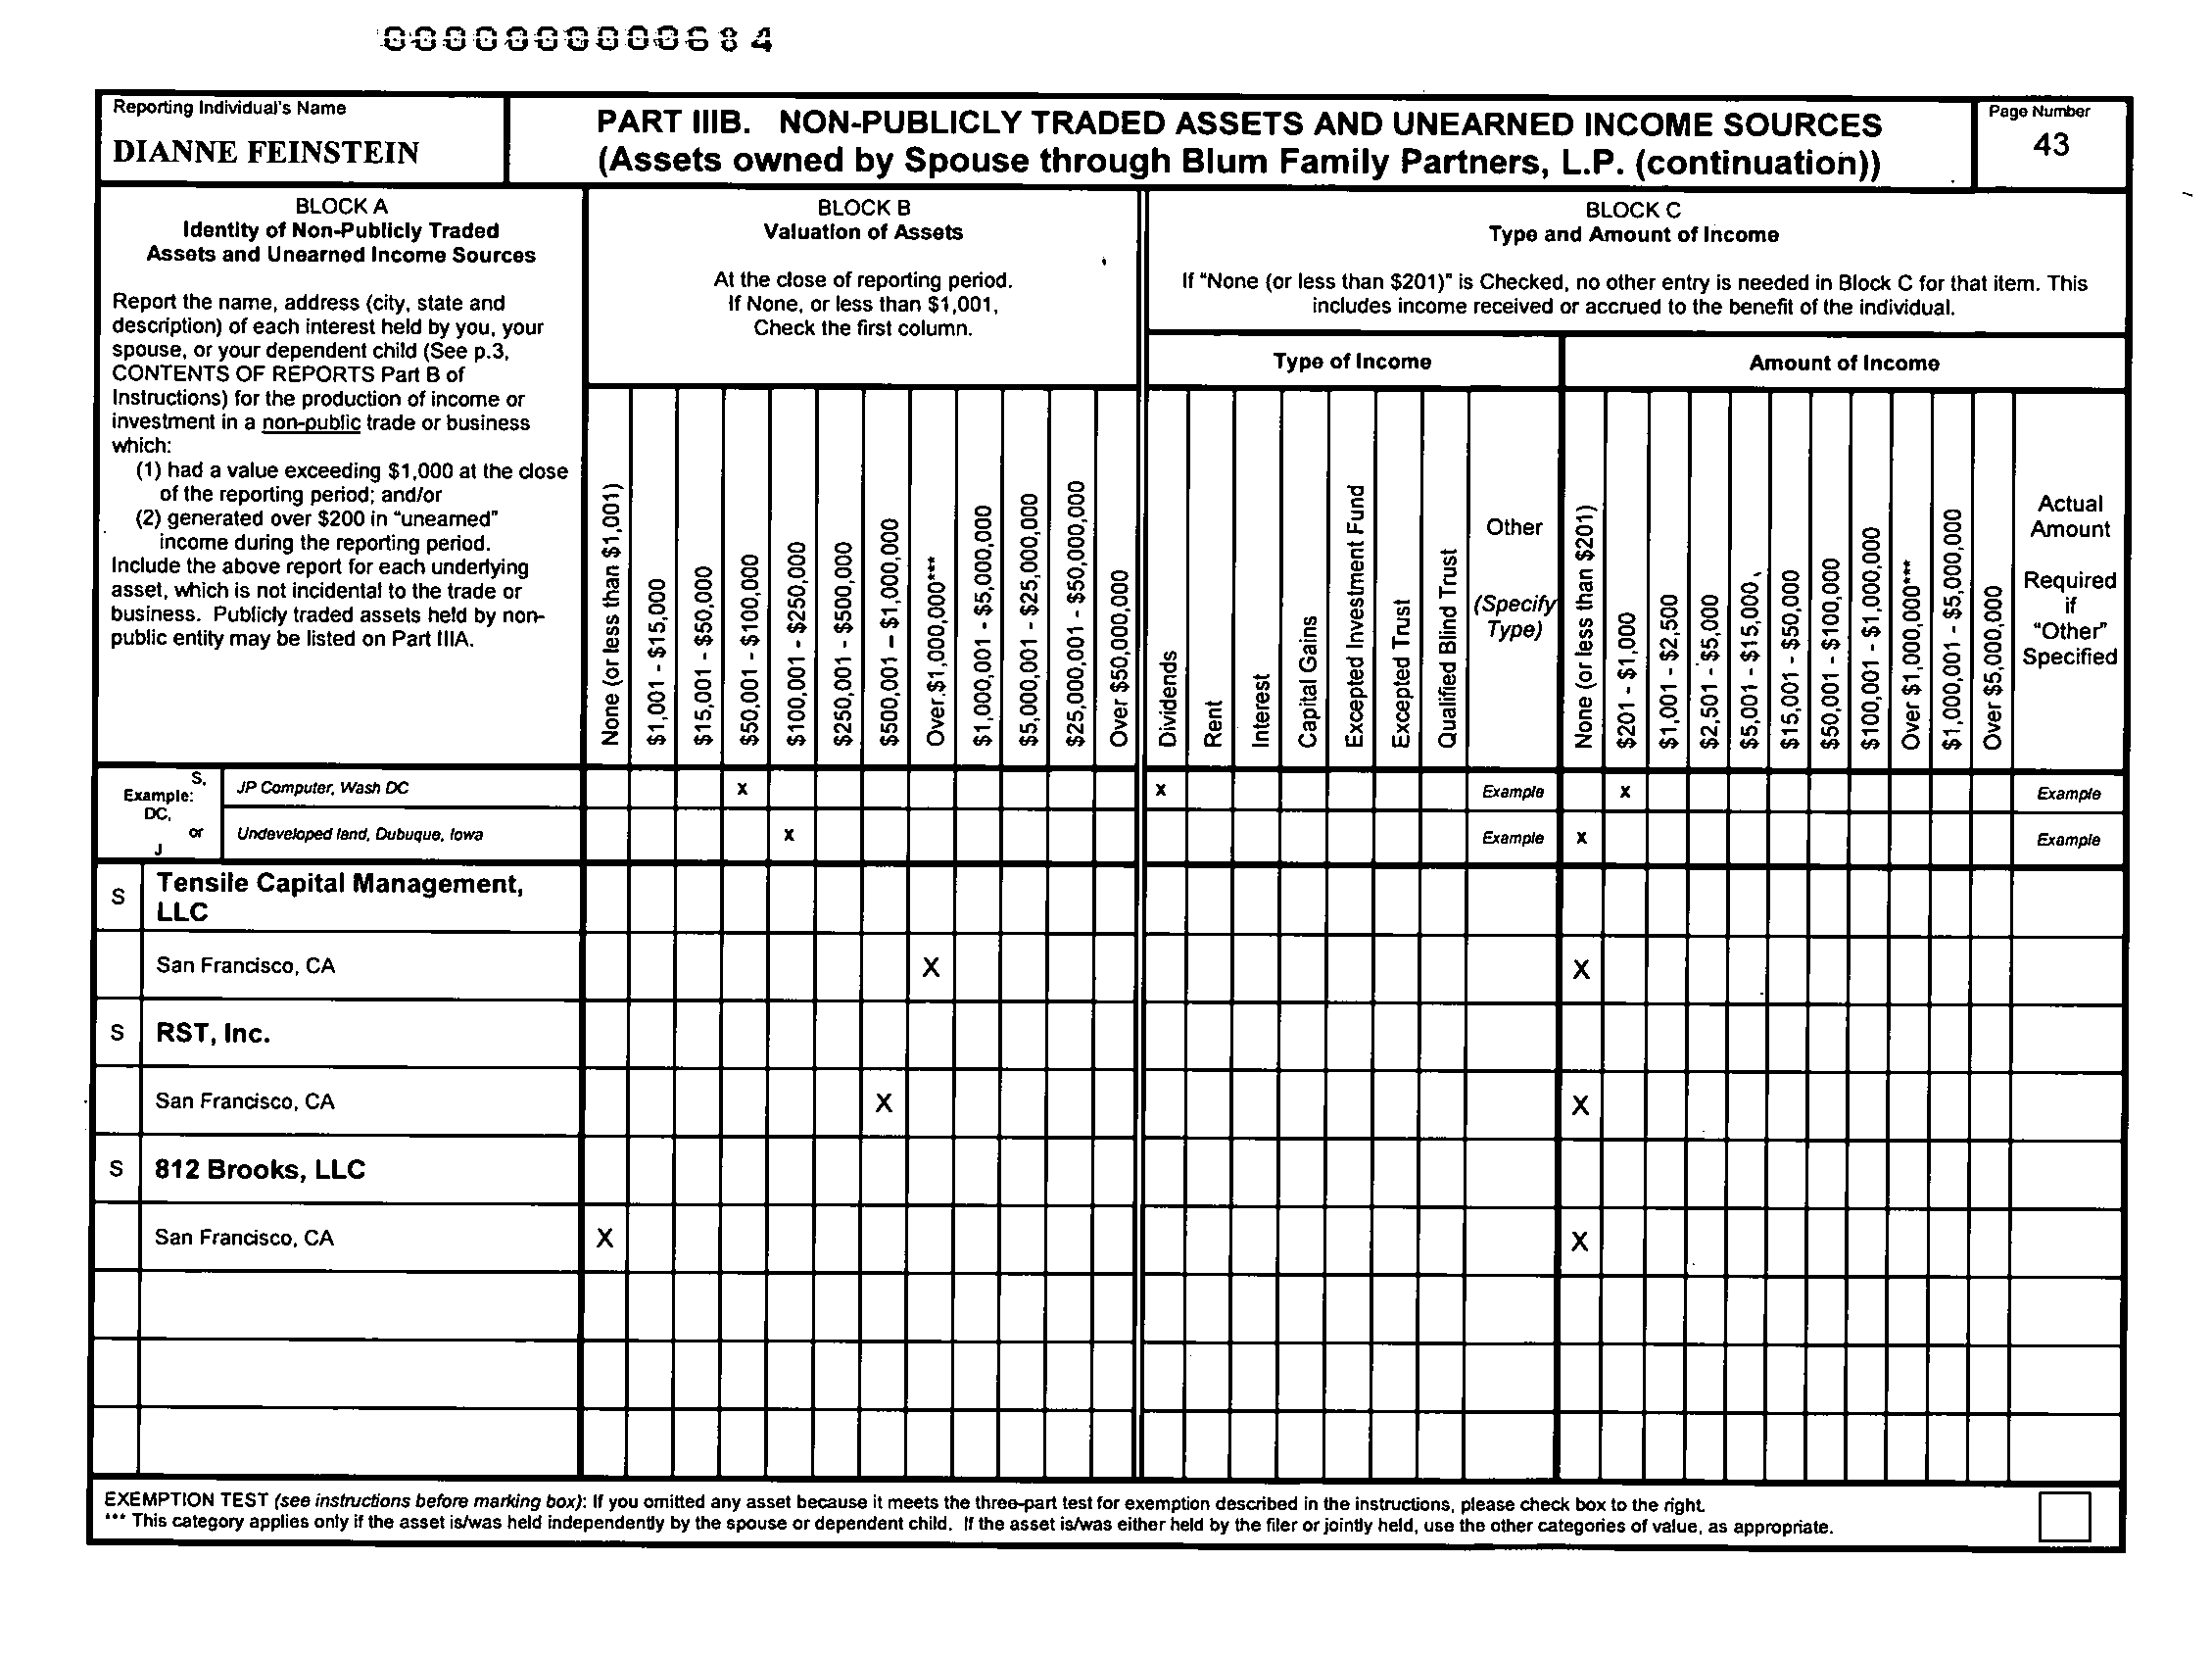 000000000684
Reporting Individual's Name
DIANNE FEINSTEIN
PART IIIB. NON-PUBLICLY TRADED ASSETS AND UNEARNED INCOME SOURCES
(Assets owned by Spouse through Blum Family Partners, L.P. (continuation))
Page Number
43
BLOCK A
Identity of Non-Publicly Traded
Assets and Unearned Income Sources
Report the name, address (city, state and
description) of each interest held by you, your
spouse, or your dependent child (See p.3,
CONTENTS OF REPORTS Part B of
Instructions) for the production of income or
investment in a non-public trade or business
which:
(1) had a value exceeding $1,000 at the close
of the reporting period; and/or
(2) generated over $200 in "unearned"
income during the reporting period.
Include the above report for each underlying
asset, which is not incidental to the trade or
business. Publicly traded assets held by non-
public entity may be listed on Part IIIA.
BLOCK B
Valuation of Assets
At the close of reporting period.
If None, or less than $1,001,
Check the first column.
BLOCK C
Type and Amount of Income
If "None (or less than $201)" is Checked, no other entry is needed in Block C for that item. This
includes income received or accrued to the benefit of the individual.
Type of Income
Amount of Income
None (or less than $1,001)
$1,001 - $15,000
$15,001 - $50,000
$50,001 - $100,000
$100,001 - $250,000
$250,001 - $500,000
$500,001 – $1,000,000
Over $1,000,000***
$1,000,001 - $5,000,000
$5,000,001 - $25,000,000
$25,000,001 - $50,000,000
Over $50,000,000
Dividends
Rent
Interest
Capital Gains
Excepted Investment Fund
Excepted Trust
Qualified Blind Trust
Other
(Specify
Type)
None (or less than $201)
$201 - $1,000
$1,001 - $2,500
$2,501 - $5,000
$5,001 - $15,000
$15,001 - $50,000
$50,001 - $100,000
$100,001 - $1,000,000
Over $1,000,000***
$1,000,001 - $5,000,000
Over $5,000,000
Actual
Amount
Required
if
"Other"
Specified
Example: S,
DC,
or
J
JP Computer, Wash DC X X Example X Example
Undeveloped land, Dubuque, Iowa X Example X Example
S Tensile Capital Management,
LLC
San Francisco, CA X X
S RST, Inc.
San Francisco, CA X X
S 812 Brooks, LLC
San Francisco, CA X X
EXEMPTION TEST (see instructions before marking box): If you omitted any asset because it meets the three-part test for exemption described in the instructions, please check box to the right.
*** This category applies only if the asset is/was held independently by the spouse or dependent child. If the asset is/was either held by the filer or jointly held, use the other categories of value, as appropriate.